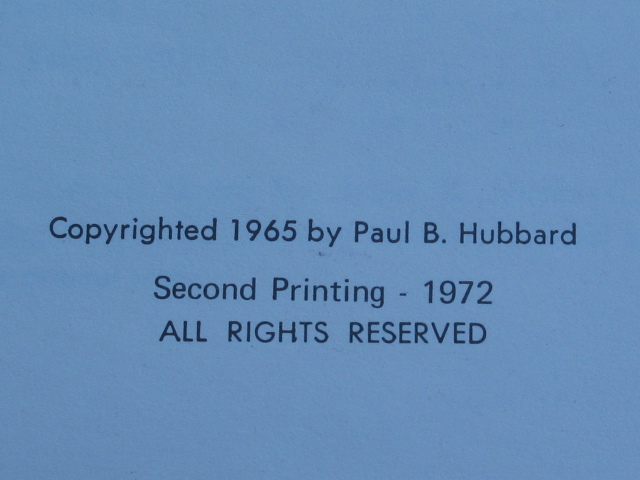 Copyrighted 1965 by Paul B. Hubbard
Second Printing - 1972
ALL RIGHTS RESERVED